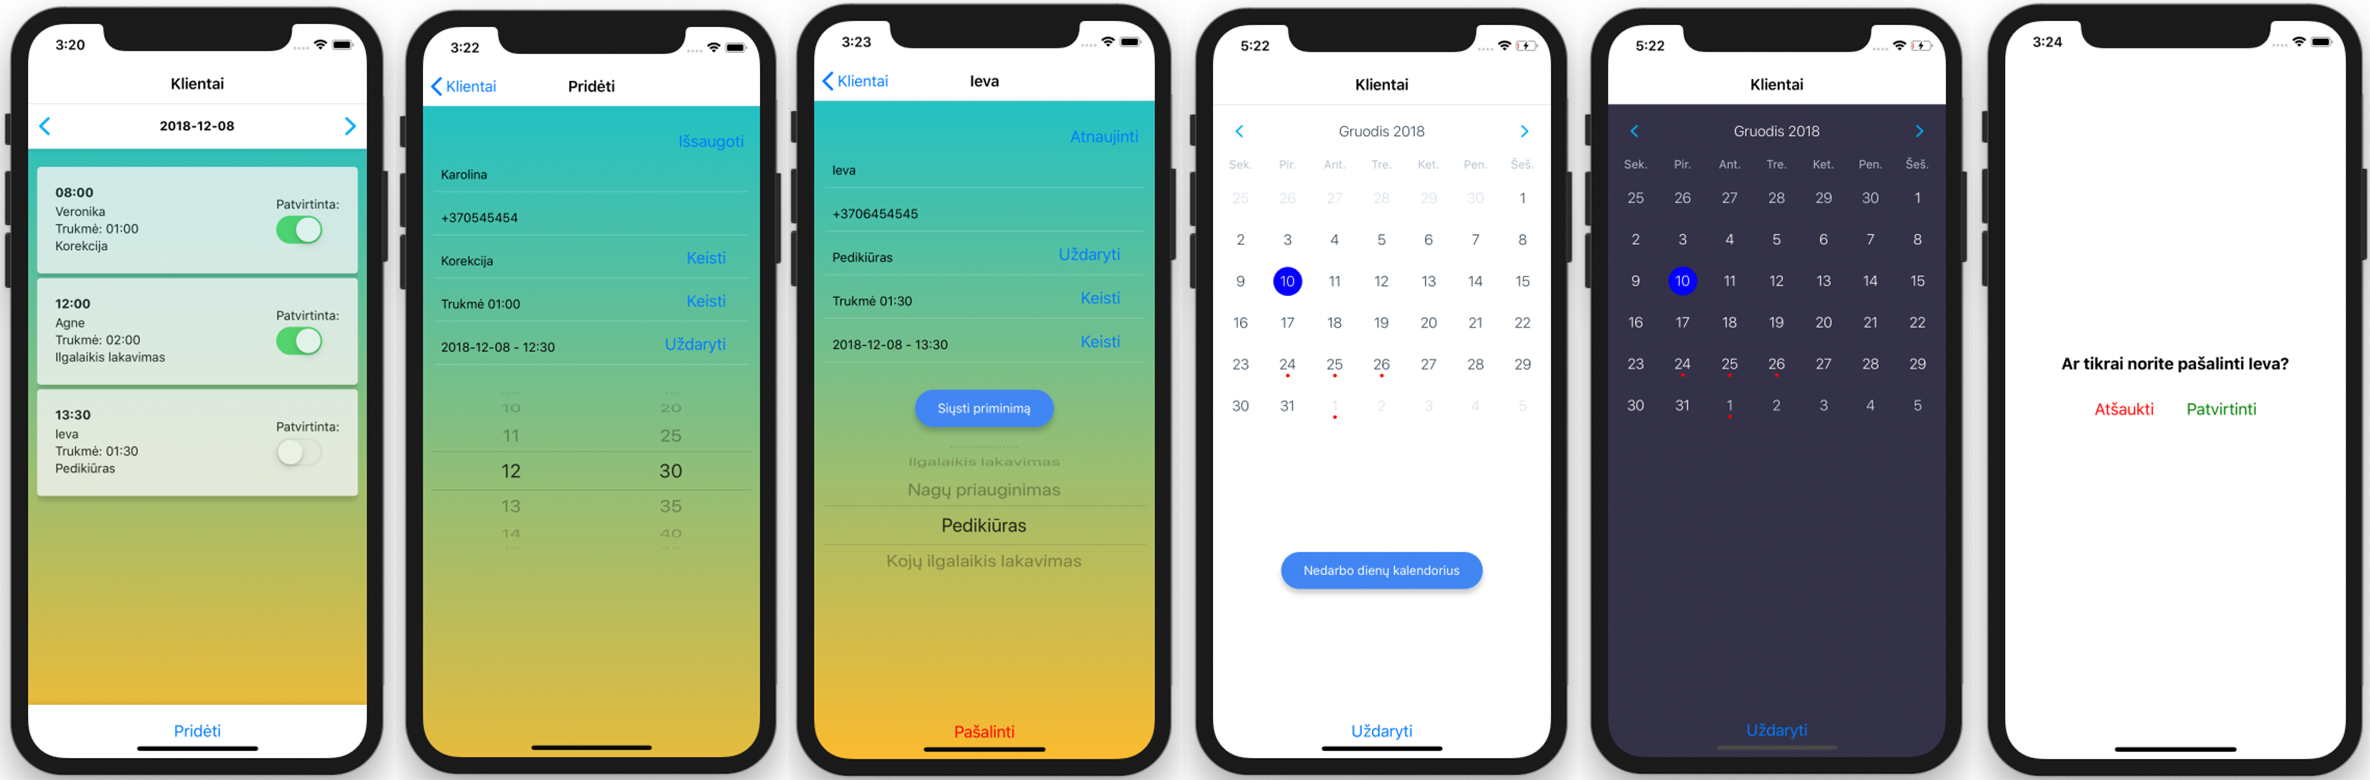 3:20
Klientai
2018-12-08
08:00
Veronika
Trukmė: 01:00
Korekcija
Patvirtinta:
12:00
Agne
Trukmė: 02:00
Ilgalaikis lakavimas
Patvirtinta:
13:30
Ieva
Trukmė: 01:30
Pedikiūras
Patvirtinta:
Pridėti
3:22
Klientai Pridėti
Išsaugoti
Karolina
+370545454
Korekcija Keisti
Trukmė 01:00 Keisti
2018-12-08 - 12:30 Uždaryti
10 20
11 25
12 30
13 35
14 40
3:23
Klientai Ieva
Atnaujinti
Ieva
+3706454545
Pedikiūras Uždaryti
Trukmė 01:30 Keisti
2018-12-08 - 13:30 Keisti
Siųsti priminimą
Ilgalaikis lakavimas
Nagų priauginimas
Pedikiūras
Kojų ilgalaikis lakavimas
Pašalinti
5:22
Klientai
Gruodis 2018
Sek. Pir. Ant. Tre. Ket. Pen. Šeš.
25 26 27 28 29 30 1
2 3 4 5 6 7 8
9 10 11 12 13 14 15
16 17 18 19 20 21 22
23 24 25 26 27 28 29
30 31 1 2 3 4 5
Nedarbo dienų kalendorius
Uždaryti
5:22
Klientai
Gruodis 2018
Sek. Pir. Ant. Tre. Ket. Pen. Šeš.
25 26 27 28 29 30 1
2 3 4 5 6 7 8
9 10 11 12 13 14 15
16 17 18 19 20 21 22
23 24 25 26 27 28 29
30 31 1 2 3 4 5
Uždaryti
3:24
Ar tikrai norite pašalinti Ieva?
Atšaukti Patvirtinti